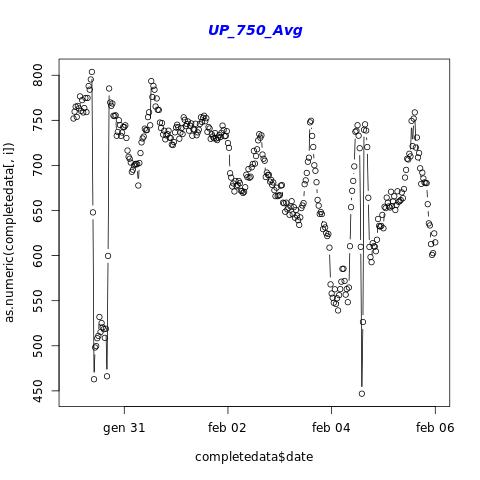 UP_750_Avg
as.numeric(completedata[, i])
800
750
700
650
600
550
500
450
gen 31
feb 02
feb 04
feb 06
completedata$date